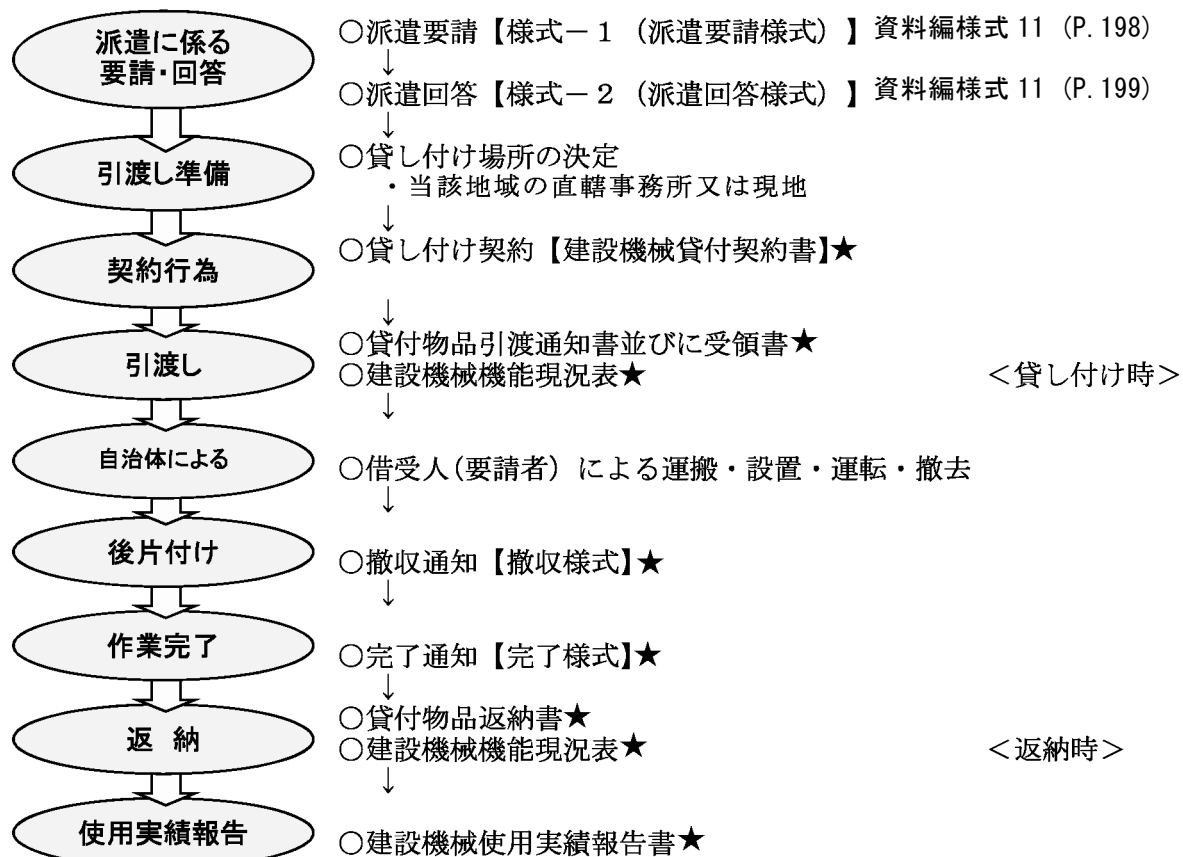 派遣に係る
要請・回答
○派遣要請【様式－１（派遣要請様式）】資料編様式 11 (P.198)
↓
○派遣回答【様式－２（派遣回答様式）】資料編様式 11 (P.199)
↓
引渡し準備
○貸し付け場所の決定
・当該地域の直轄事務所又は現地
↓
契約行為
○貸し付け契約【建設機械貸付契約書】★
↓
引渡し
○貸付物品引渡通知書並びに受領書★
○建設機械機能現況表★ ＜貸し付け時＞
↓
自治体による
○借受人(要請者）による運搬・設置・運転・撤去
↓
後片付け
○撤収通知【撤収様式】★
↓
作業完了
○完了通知【完了様式】★
↓
返 納
○貸付物品返納書★
○建設機械機能現況表★ ＜返納時＞
↓
使用実績報告
○建設機械使用実績報告書★